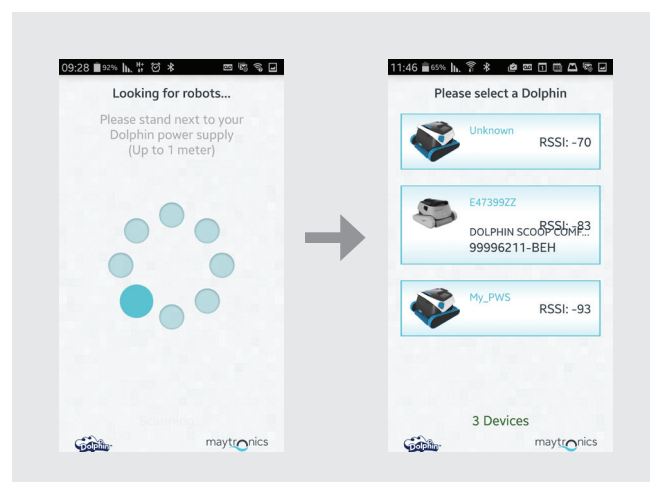 09:28 92%
Looking for robots...
Please stand next to your
Dolphin power supply
(Up to 1 meter)
Scanning...
Dolphin
maytronics
11:46 65%
Please select a Dolphin
Unknown
RSSI: -70
E47399ZZ
RSSI: -83
DOLPHIN SCOOP COMF...
99996211-BEH
My_PWS
RSSI: -93
3 Devices
Dolphin
maytronics